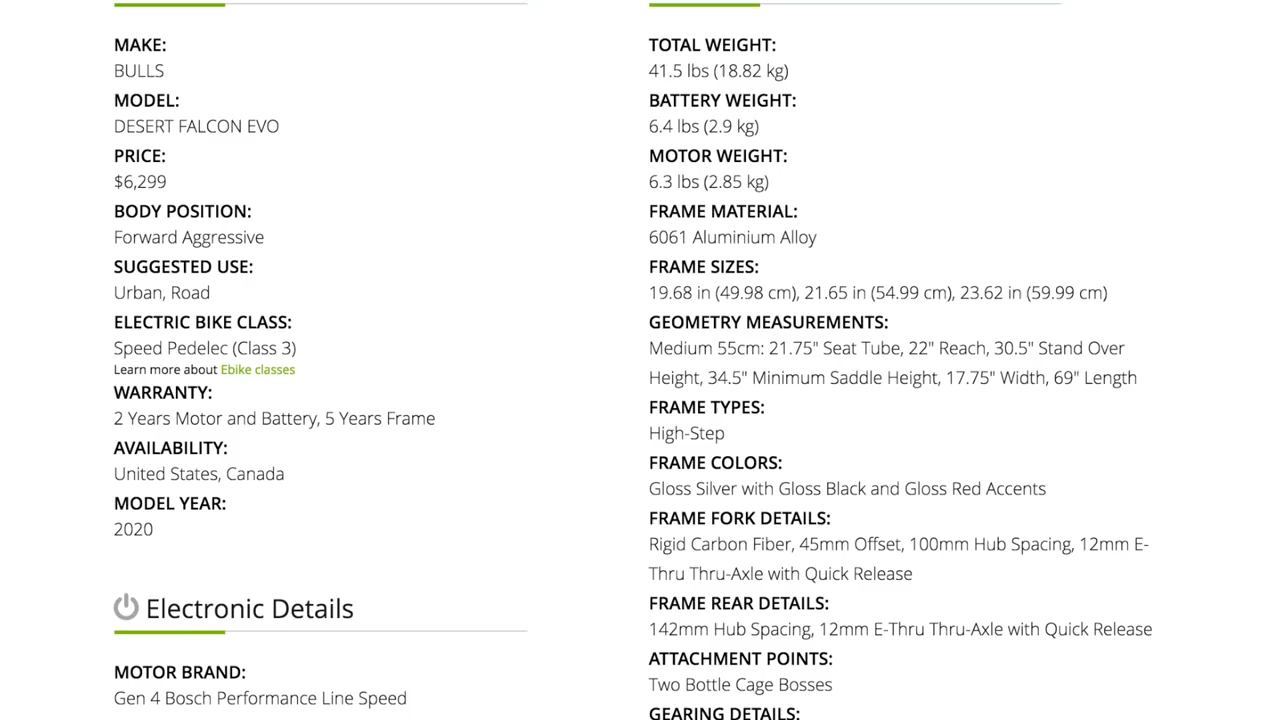 MAKE:
BULLS
MODEL:
DESERT FALCON EVO
PRICE:
$6,299
BODY POSITION:
Forward Aggressive
SUGGESTED USE:
Urban, Road
ELECTRIC BIKE CLASS:
Speed Pedelec (Class 3)
Learn more about Ebike classes
WARRANTY:
2 Years Motor and Battery, 5 Years Frame
AVAILABILITY:
United States, Canada
MODEL YEAR:
2020
Electronic Details
MOTOR BRAND:
Gen 4 Bosch Performance Line Speed
TOTAL WEIGHT:
41.5 lbs (18.82 kg)
BATTERY WEIGHT:
6.4 lbs (2.9 kg)
MOTOR WEIGHT:
6.3 lbs (2.85 kg)
FRAME MATERIAL:
6061 Aluminium Alloy
FRAME SIZES:
19.68 in (49.98 cm), 21.65 in (54.99 cm), 23.62 in (59.99 cm)
GEOMETRY MEASUREMENTS:
Medium 55cm: 21.75" Seat Tube, 22" Reach, 30.5" Stand Over
Height, 34.5" Minimum Saddle Height, 17.75" Width, 69" Length
FRAME TYPES:
High-Step
FRAME COLORS:
Gloss Silver with Gloss Black and Gloss Red Accents
FRAME FORK DETAILS:
Rigid Carbon Fiber, 45mm Offset, 100mm Hub Spacing, 12mm E-
Thru Thru-Axle with Quick Release
FRAME REAR DETAILS:
142mm Hub Spacing, 12mm E-Thru Thru-Axle with Quick Release
ATTACHMENT POINTS:
Two Bottle Cage Bosses
GEARING DETAILS: